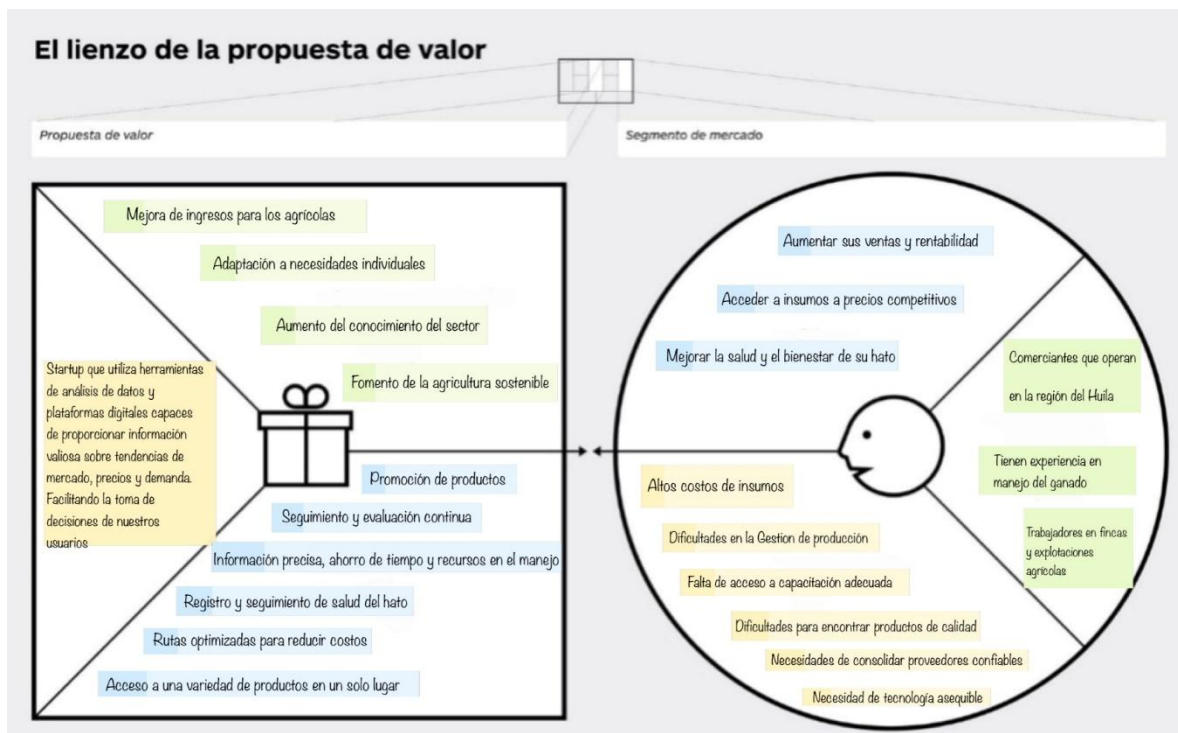 El lienzo de la propuesta de valor
Propuesta de valor
Segmento de mercado
Mejora de ingresos para los agrícolas
Adaptación a necesidades individuales
Aumento del conocimiento del sector
Fomento de la agricultura sostenible
Startup que utiliza herramientas
de análisis de datos y
plataformas digitales capaces
de proporcionar información
valiosa sobre tendencias de
mercado, precios y demanda.
Facilitando la toma de
decisiones de nuestros
usuarios
Promoción de productos
Seguimiento y evaluación continua
Información precisa, ahorro de tiempo y recursos en el manejo
Registro y seguimiento de salud del hato
Rutas optimizadas para reducir costos
Acceso a una variedad de productos en un solo lugar
Aumentar sus ventas y rentabilidad
Acceder a insumos a precios competitivos
Mejorar la salud y el bienestar de su hato
Comerciantes que operan
en la región del Huila
Tienen experiencia en
manejo del ganado
Trabajadores en fincas
y explotaciones
agrícolas
Altos costos de insumos
Dificultades en la Gestion de producción
Falta de acceso a capacitación adecuada
Dificultades para encontrar productos de calidad
Necesidades de consolidar proveedores confiables
Necesidad de tecnología asequible